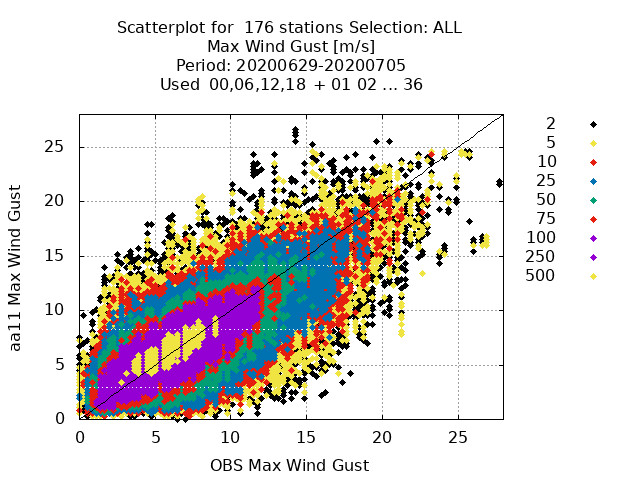 Scatterplot for  176 stations Selection: ALL
Max Wind Gust [m/s]
Period: 20200629-20200705
Used  00,06,12,18 + 01 02 ... 36
aa11 Max Wind Gust
25
20
15
10
5
0
0 5 10 15 20 25
OBS Max Wind Gust
2
5
10
25
50
75
100
250
500